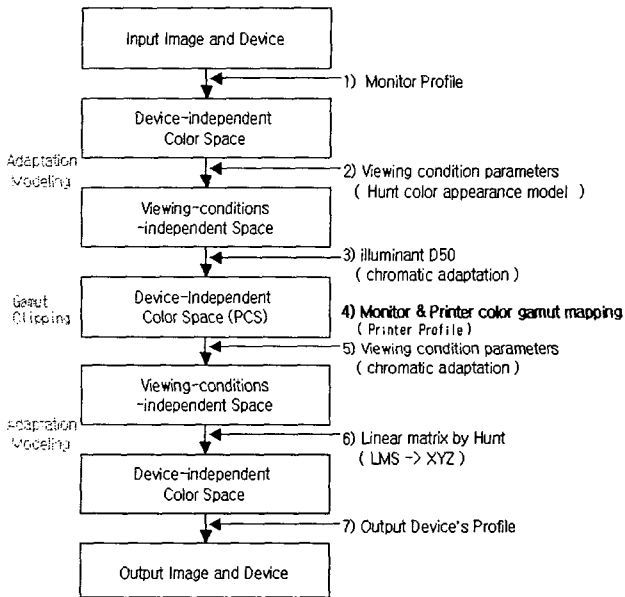 Input Image and Device
1) Monitor Profile
Device-independent
Color Space
Adaptation
Modeling
2) Viewing condition parameters
( Hunt color appearance model )
Viewing-conditions
-independent Space
3) illuminant D50
( chromatic adaptation )
Gamut
Clipping
Device-Independent
Color Space (PCS)
4) Monitor & Printer color gamut mapping
( Printer Profile )
5) Viewing condition parameters
( chromatic adaptation )
Viewing-conditions
-independent Space
Adaptation
Modeling
6) Linear matrix by Hunt
( LMS -> XYZ )
Device-independent
Color Space
7) Output Device's Profile
Output Image and Device